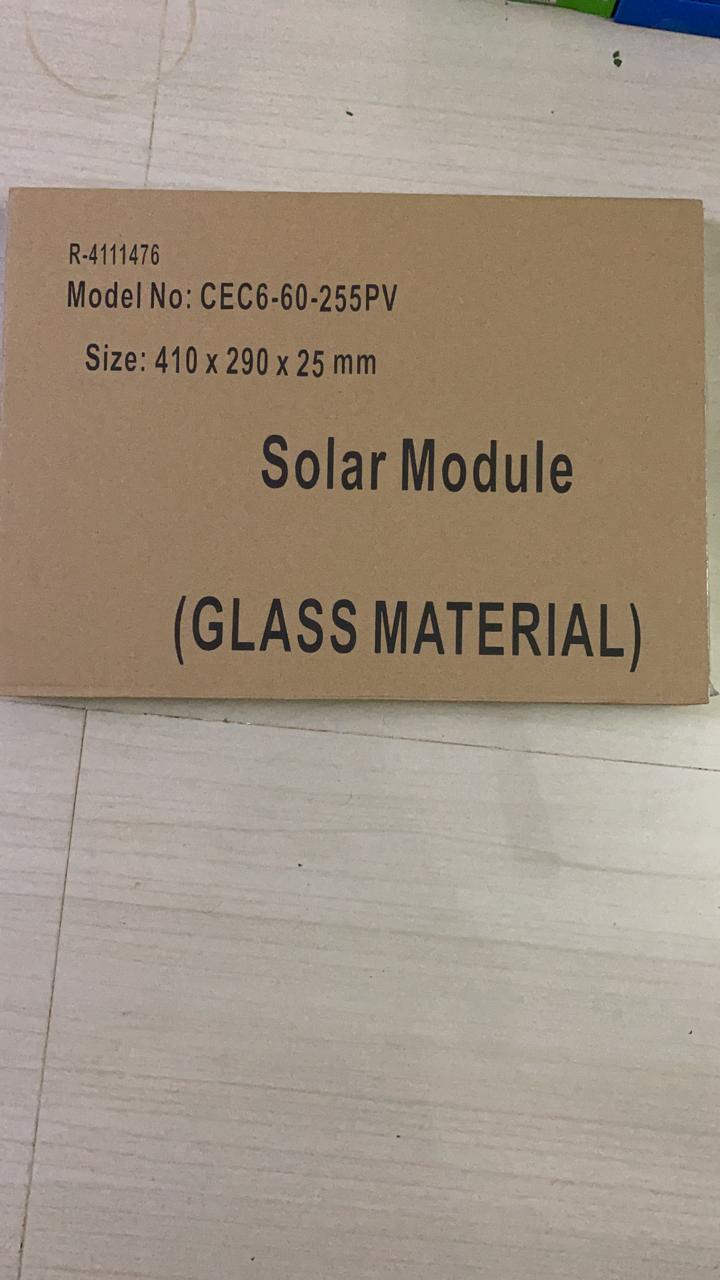 R-4111476
Model No: CEC6-60-255PV
Size: 410 x 290 x 25 mm
Solar Module
(GLASS MATERIAL)